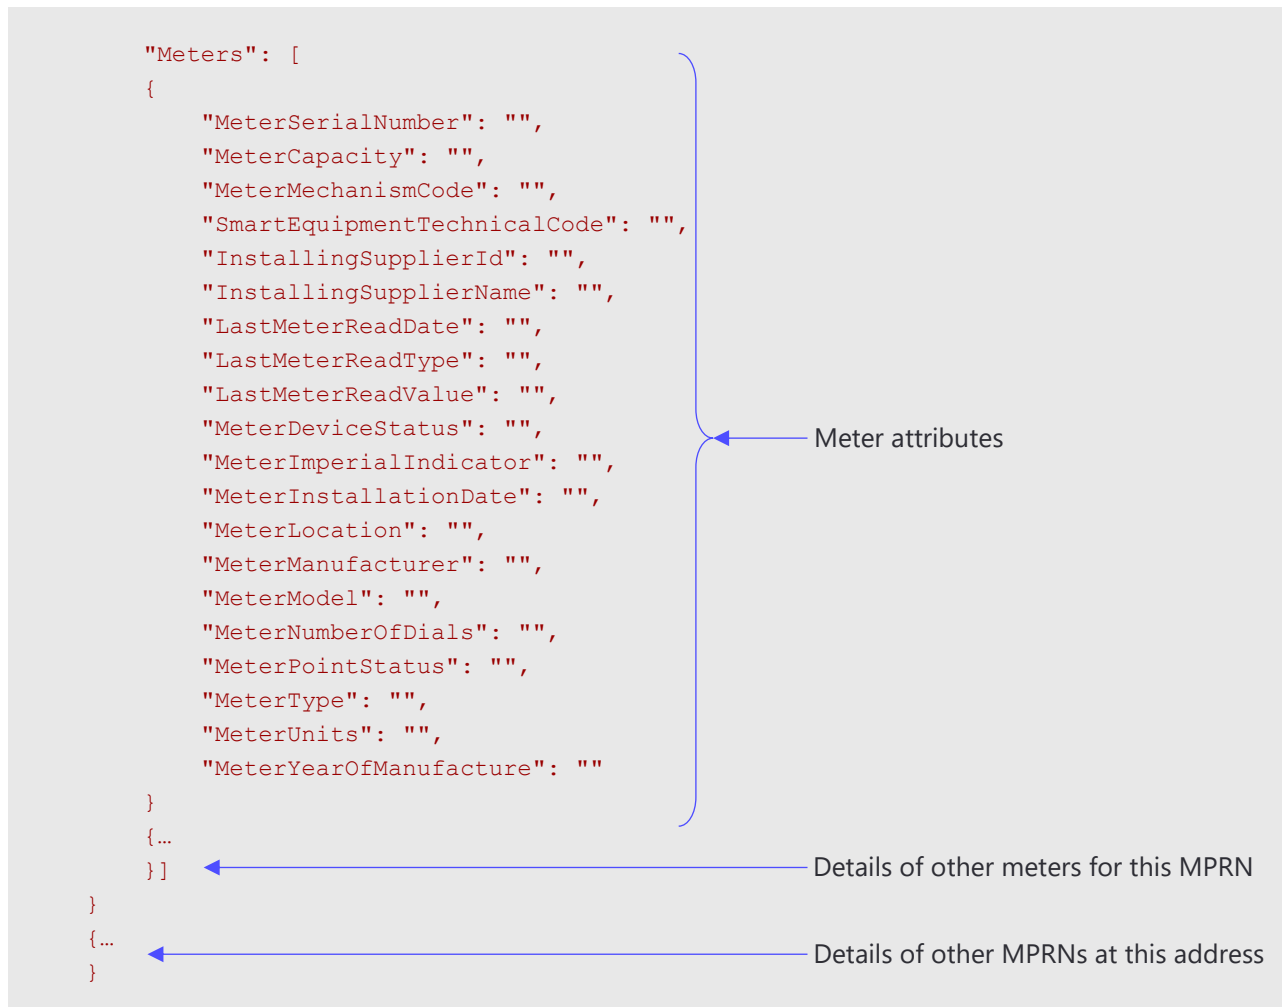 "Meters": [
{
"MeterSerialNumber": "",
"MeterCapacity": "",
"MeterMechanismCode": "",
"SmartEquipmentTechnicalCode": "",
"InstallingSupplierId": "",
"InstallingSupplierName": "",
"LastMeterReadDate": "",
"LastMeterReadType": "",
"LastMeterReadValue": "",
"MeterDeviceStatus": "",
Meter attributes
"MeterImperialIndicator": "",
"MeterInstallationDate": "",
"MeterLocation": "",
"MeterManufacturer": "",
"MeterModel": "",
"MeterNumberOfDials": "",
"MeterPointStatus": "",
"MeterType": "",
"MeterUnits": "",
"MeterYearOfManufacture": ""
}
{…
}]
Details of other meters for this MPRN
}
{…
Details of other MPRNs at this address
}